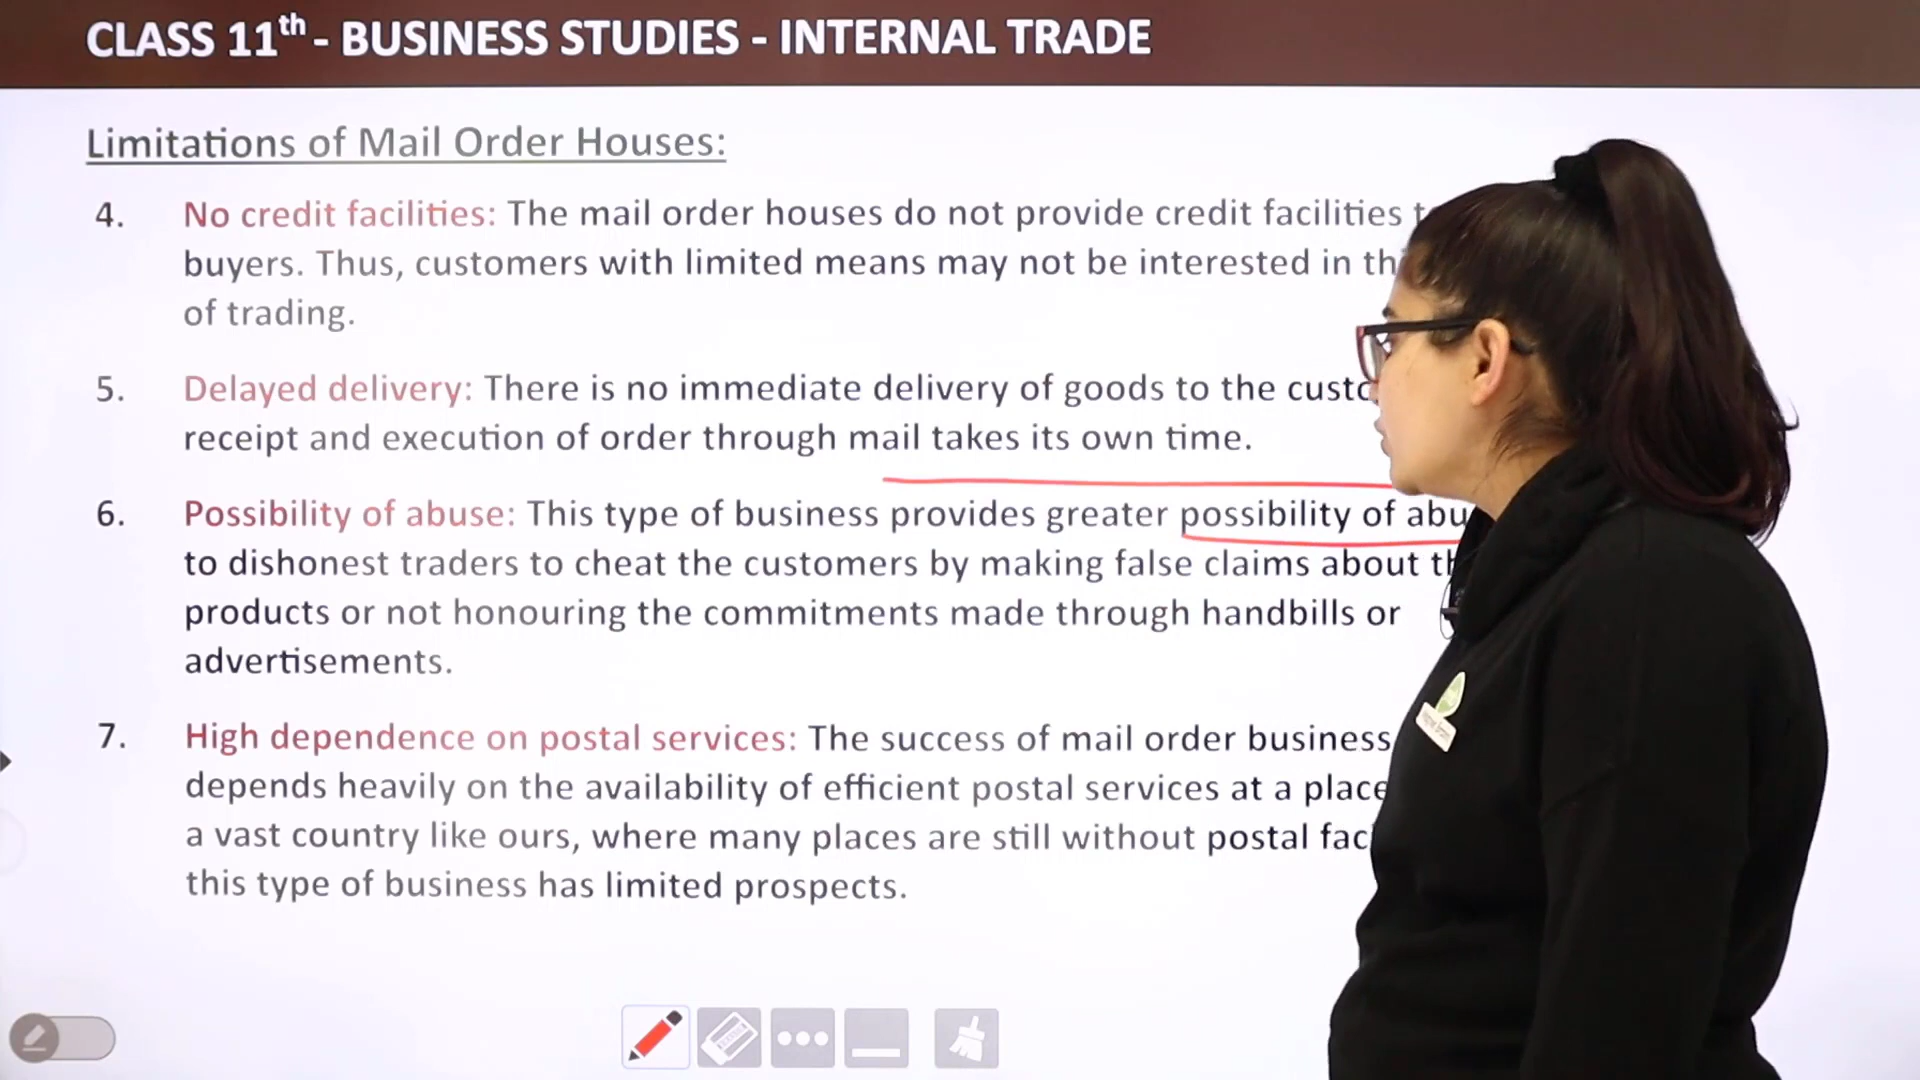 CLASS 11th - BUSINESS STUDIES - INTERNAL TRADE
Limitations of Mail Order Houses:
4. No credit facilities: The mail order houses do not provide credit facilities
buyers. Thus, customers with limited means may not be interested in
of trading.
5. Delayed delivery: There is no immediate delivery of goods to the
receipt and execution of order through mail takes its own time.
6. Possibility of abuse: This type of business provides greater possibility of
to dishonest traders to cheat the customers by making false claims about
products or not honouring the commitments made through handbills or
advertisements.
7. High dependence on postal services: The success of mail order business
depends heavily on the availability of efficient postal services at a place
a vast country like ours, where many places are still without postal
this type of business has limited prospects.